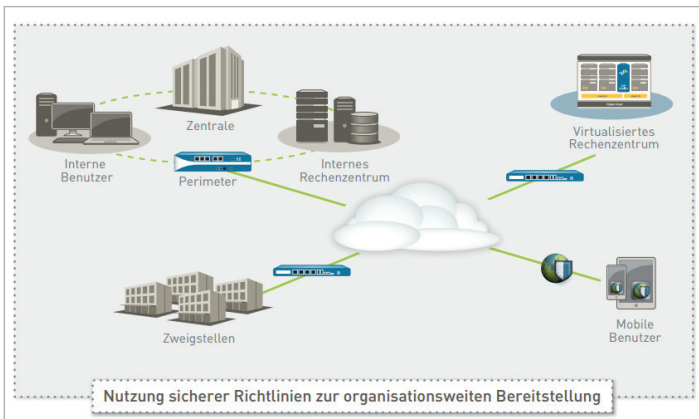 Zentrale
Interne
Benutzer
Perimeter
Internes
Rechenzentrum
Virtualisiertes
Rechenzentrum
Zweigstellen
Mobile
Benutzer
Nutzung sicherer Richtlinien zur organisationsweiten Bereitstellung